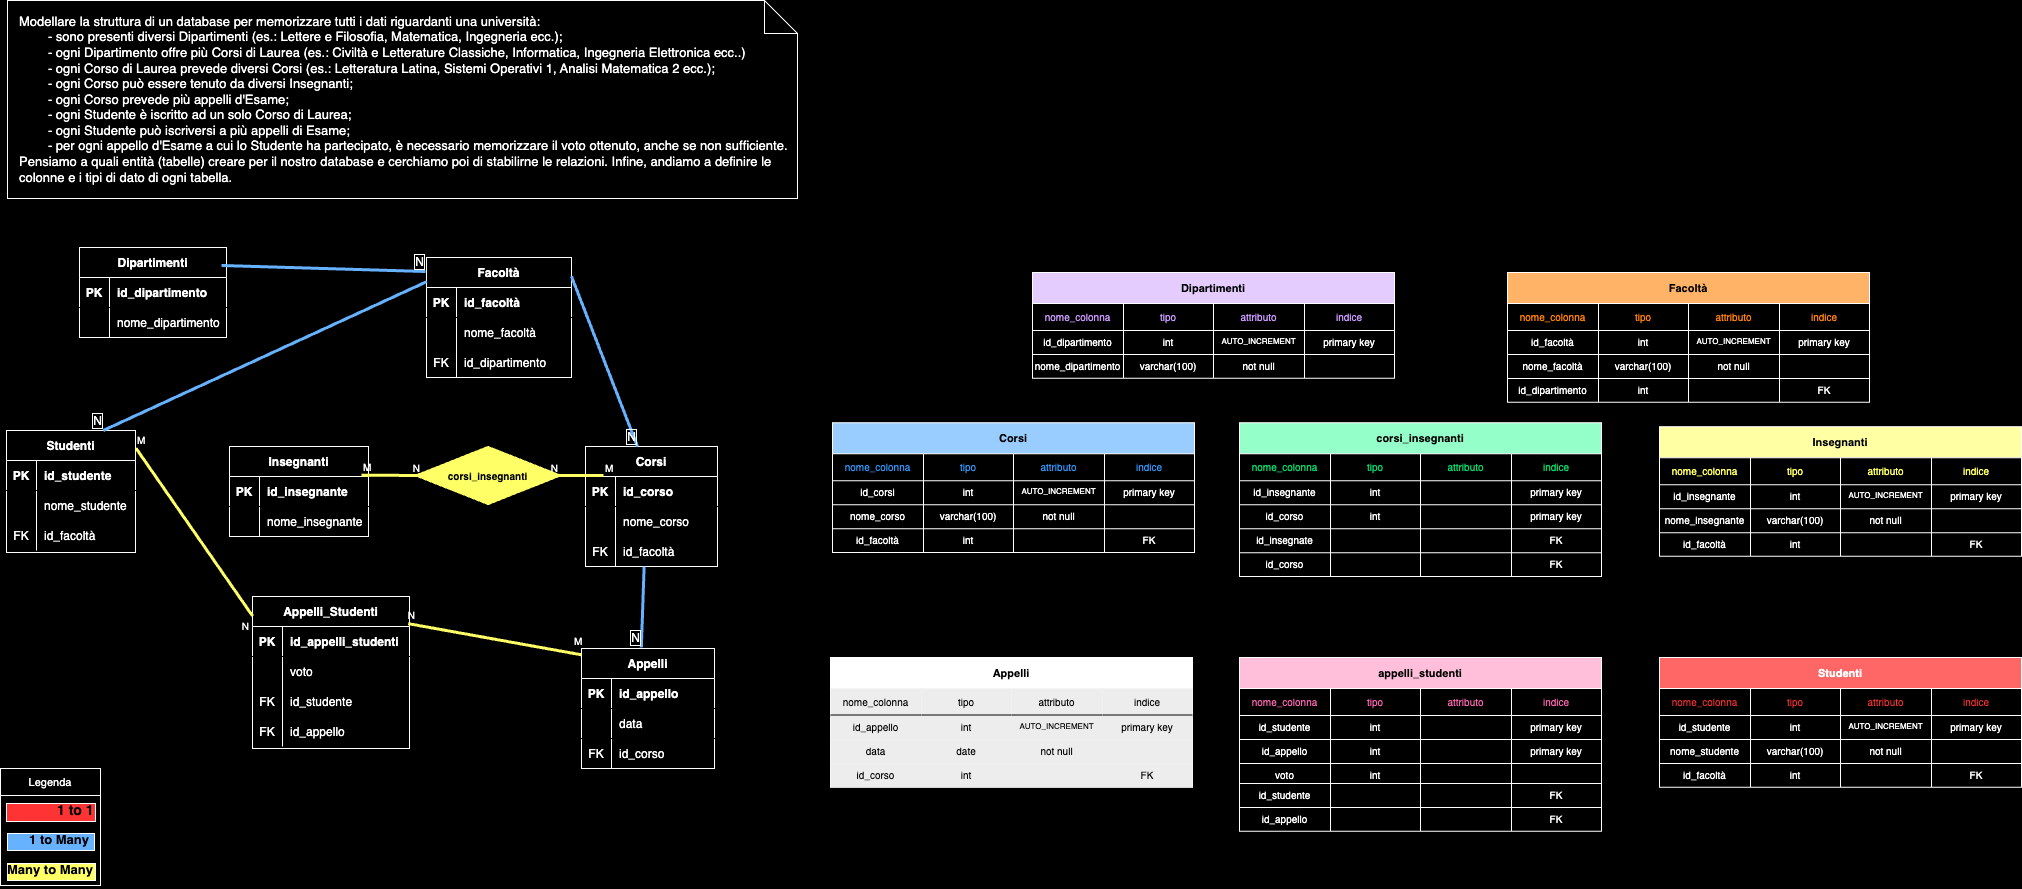 Modellare la struttura di un database per memorizzare tutti i dati riguardanti una università:
- sono presenti diversi Dipartimenti (es.: Lettere e Filosofia, Matematica, Ingegneria ecc.);
- ogni Dipartimento offre più Corsi di Laurea (es.: Civiltà e Letterature Classiche, Informatica, Ingegneria Elettronica ecc..)
- ogni Corso di Laurea prevede diversi Corsi (es.: Letteratura Latina, Sistemi Operativi 1, Analisi Matematica 2 ecc.);
- ogni Corso può essere tenuto da diversi Insegnanti;
- ogni Corso prevede più appelli d'Esame;
- ogni Studente è iscritto ad un solo Corso di Laurea;
- ogni Studente può iscriversi a più appelli di Esame;
- per ogni appello d'Esame a cui lo Studente ha partecipato, è necessario memorizzare il voto ottenuto, anche se non sufficiente.
Pensiamo a quali entità (tabelle) creare per il nostro database e cerchiamo poi di stabilirne le relazioni. Infine, andiamo a definire le
colonne e i tipi di dato di ogni tabella.
Dipartimenti
PK id_dipartimento
nome_dipartimento
N
Facoltà
PK id_facoltà
nome_facoltà
FK id_dipartimento
N
Studenti
M
PK id_studente
nome_studente
FK id_facoltà
Insegnanti
PK id_insegnante
nome_insegnante
M
N
corsi_insegnanti
N
M
N
Corsi
PK id_corso
nome_corso
FK id_facoltà
N
Appelli_Studenti
N
PK id_appelli_studenti
voto
FK id_studente
FK id_appello
M
N
Appelli
PK id_appello
data
FK id_corso
Legenda
1 to 1
1 to Many
Many to Many
Dipartimenti
nome_colonna tipo attributo indice
id_dipartimento int AUTO_INCREMENT primary key
nome_dipartimento varchar(100) not null
Facoltà
nome_colonna tipo attributo indice
id_facoltà int AUTO_INCREMENT primary key
nome_facoltà varchar(100) not null
id_dipartimento int FK
Corsi
nome_colonna tipo attributo indice
id_corsi int AUTO_INCREMENT primary key
nome_corso varchar(100) not null
id_facoltà int FK
corsi_insegnanti
nome_colonna tipo attributo indice
id_insegnante int primary key
id_corso int primary key
id_insegnate FK
id_corso FK
Insegnanti
nome_colonna tipo attributo indice
id_insegnante int AUTO_INCREMENT primary key
nome_insegnante varchar(100) not null
id_facoltà int FK
Appelli
nome_colonna tipo attributo indice
id_appello int AUTO_INCREMENT primary key
data date not null
id_corso int FK
appelli_studenti
nome_colonna tipo attributo indice
id_studente int primary key
id_appello int primary key
voto int
id_studente FK
id_appello FK
Studenti
nome_colonna tipo attributo indice
id_studente int AUTO_INCREMENT primary key
nome_studente varchar(100) not null
id_facoltà int FK